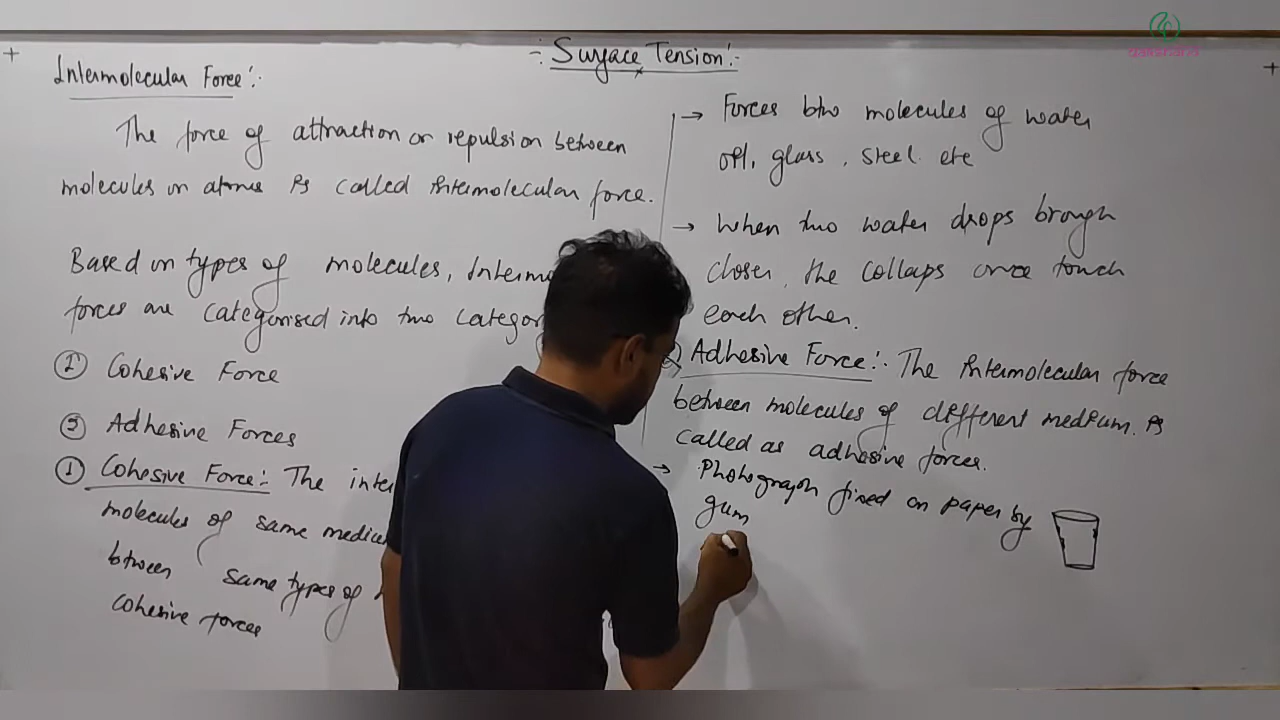 Surface Tension:-
Intermolecular Force:-
The force of attraction or repulsion between
molecules or atoms is called intermolecular force.
Based on types of molecules, Interm
forces are categorised into two categor
① Cohesive Force
② Adhesive Forces
① Cohesive Force:- The inter
molecules of same medium
between same types of
cohesive forces
→ Forces btw molecules of water
oil, glass, steel etc
→ When two water drops brough
closer, the collaps once touch
each other.
2) Adhesive Force:- The intermolecular force
between molecules of different medium. is
called as adhesive forces.
→ Photograph fixed on paper by
gum